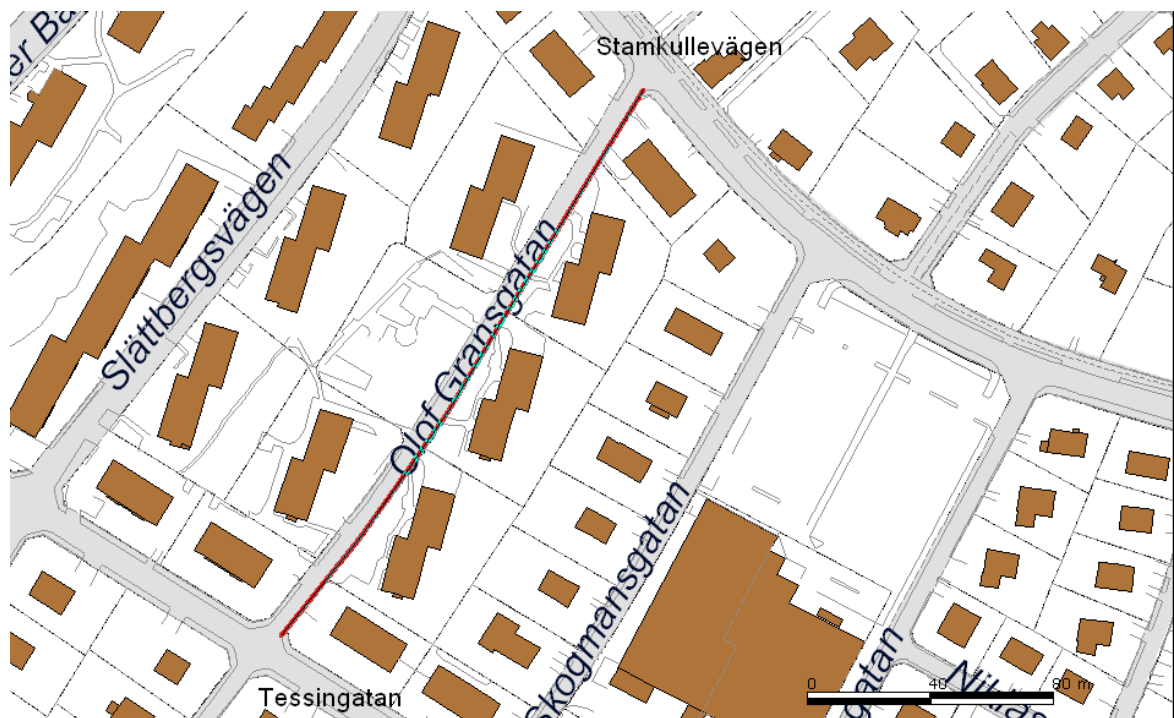 Stamkullevägen
Slättbergsvägen
Olof Gransgatan
Skogmansgatan
Tessingatan
0 40 80 m